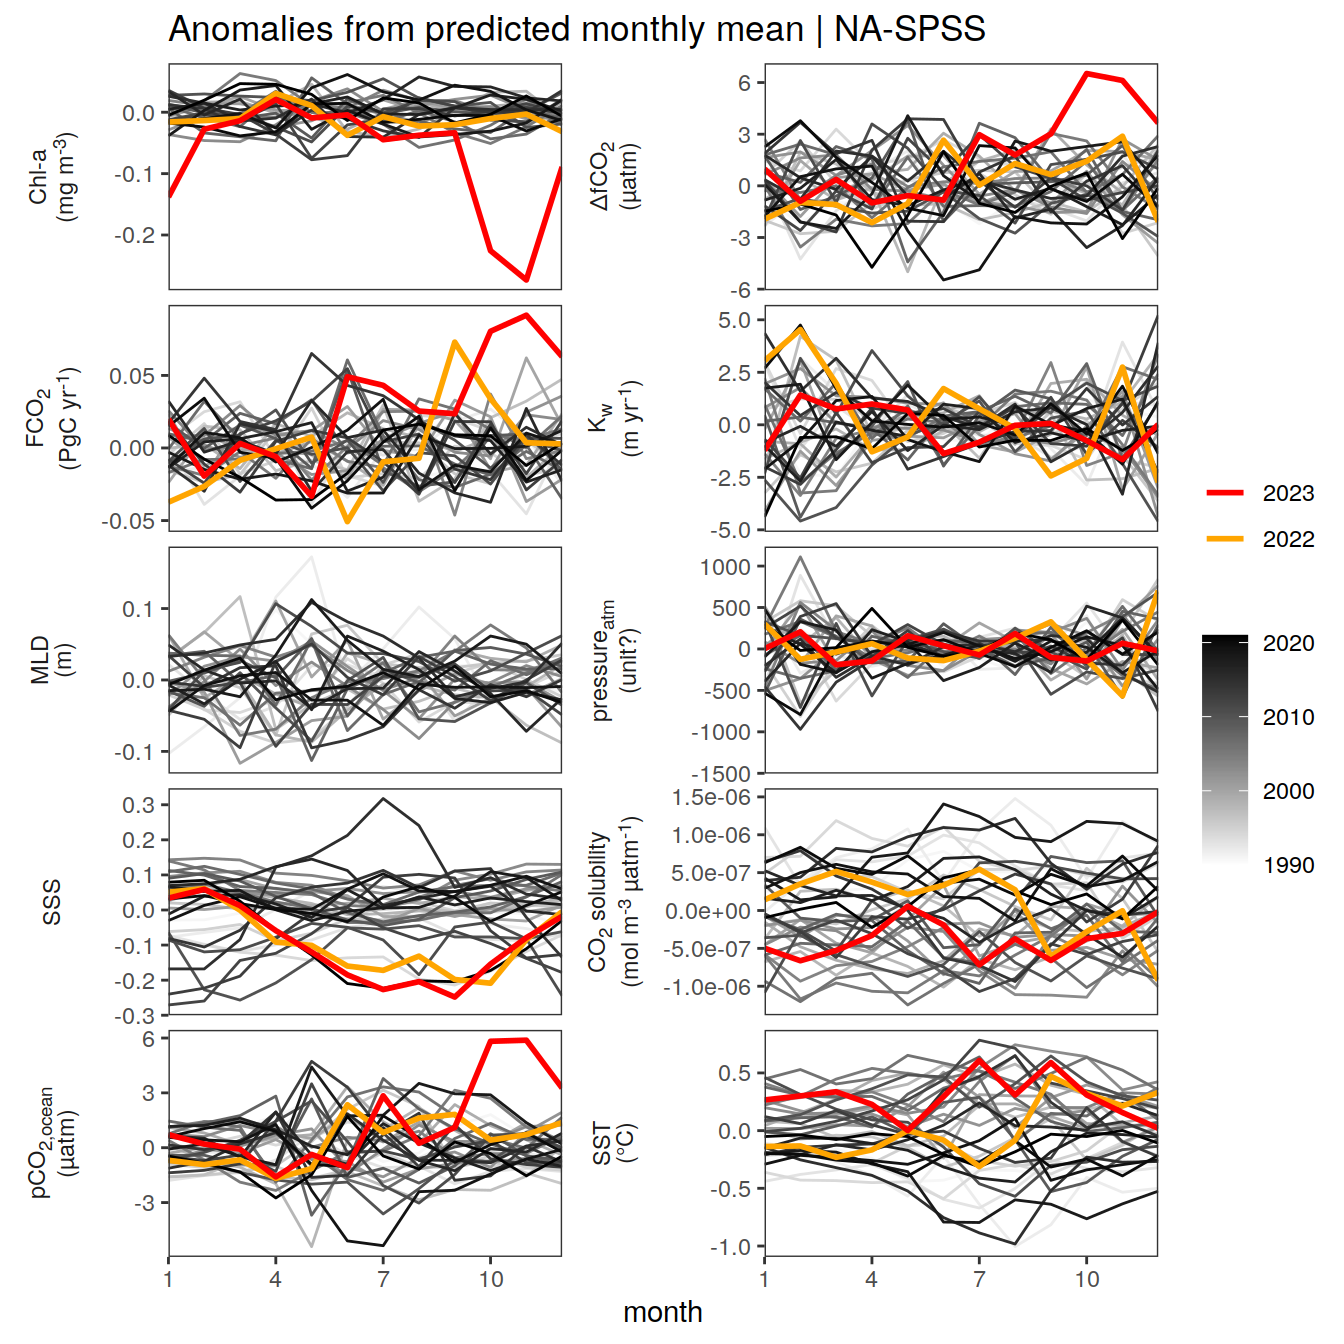 Anomalies from predicted monthly mean | NA-SPSS
Chl-a
(mg m⁻³)
0.0
-0.1
-0.2
ΔfCO₂
(µatm)
6
3
0
-3
-6
FCO₂
(PgC yr⁻¹)
0.05
0.00
-0.05
K_w
(m yr⁻¹)
5.0
2.5
0.0
-2.5
-5.0
MLD
(m)
0.1
0.0
-0.1
pressure_atm
(unit?)
1000
500
0
-500
-1000
-1500
SSS
0.3
0.2
0.1
0.0
-0.1
-0.2
-0.3
CO₂ solubility
(mol m⁻³ µatm⁻¹)
1.5e-06
1.0e-06
5.0e-07
0.0e+00
-5.0e-07
-1.0e-06
pCO₂,ocean
(µatm)
6
3
0
-3
1 4 7 10
SST
(°C)
0.5
0.0
-0.5
-1.0
1 4 7 10
month
2023
2022
2020
2010
2000
1990